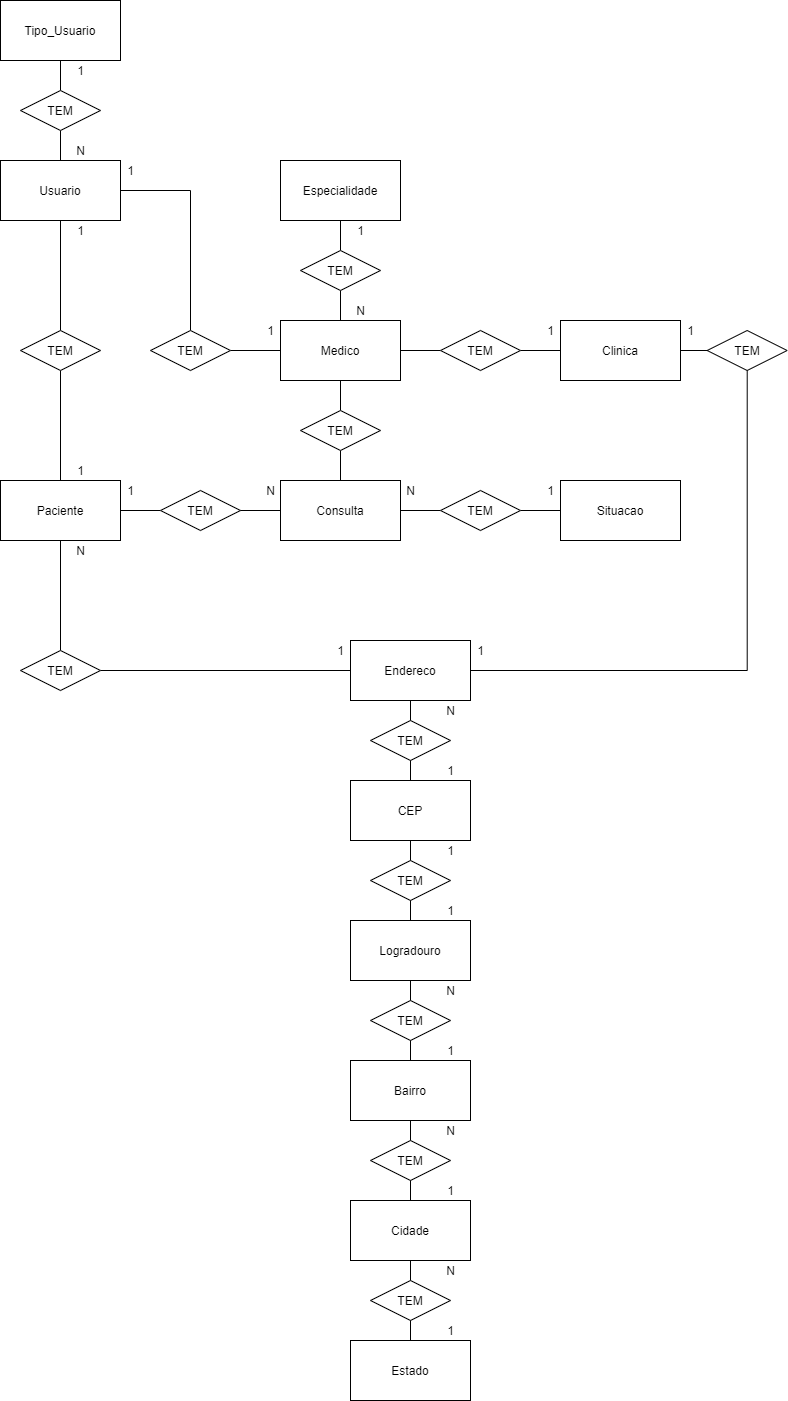 Tipo_Usuario
1
TEM
N
Usuario
1
1
Especialidade
1
TEM
N
TEM
TEM
1
Medico
TEM
1
Clinica
1
TEM
TEM
1
Paciente
1
TEM
N
Consulta
N
TEM
1
Situacao
N
TEM
1
Endereco
1
N
TEM
1
CEP
1
TEM
1
Logradouro
N
TEM
1
Bairro
N
TEM
1
Cidade
N
TEM
1
Estado